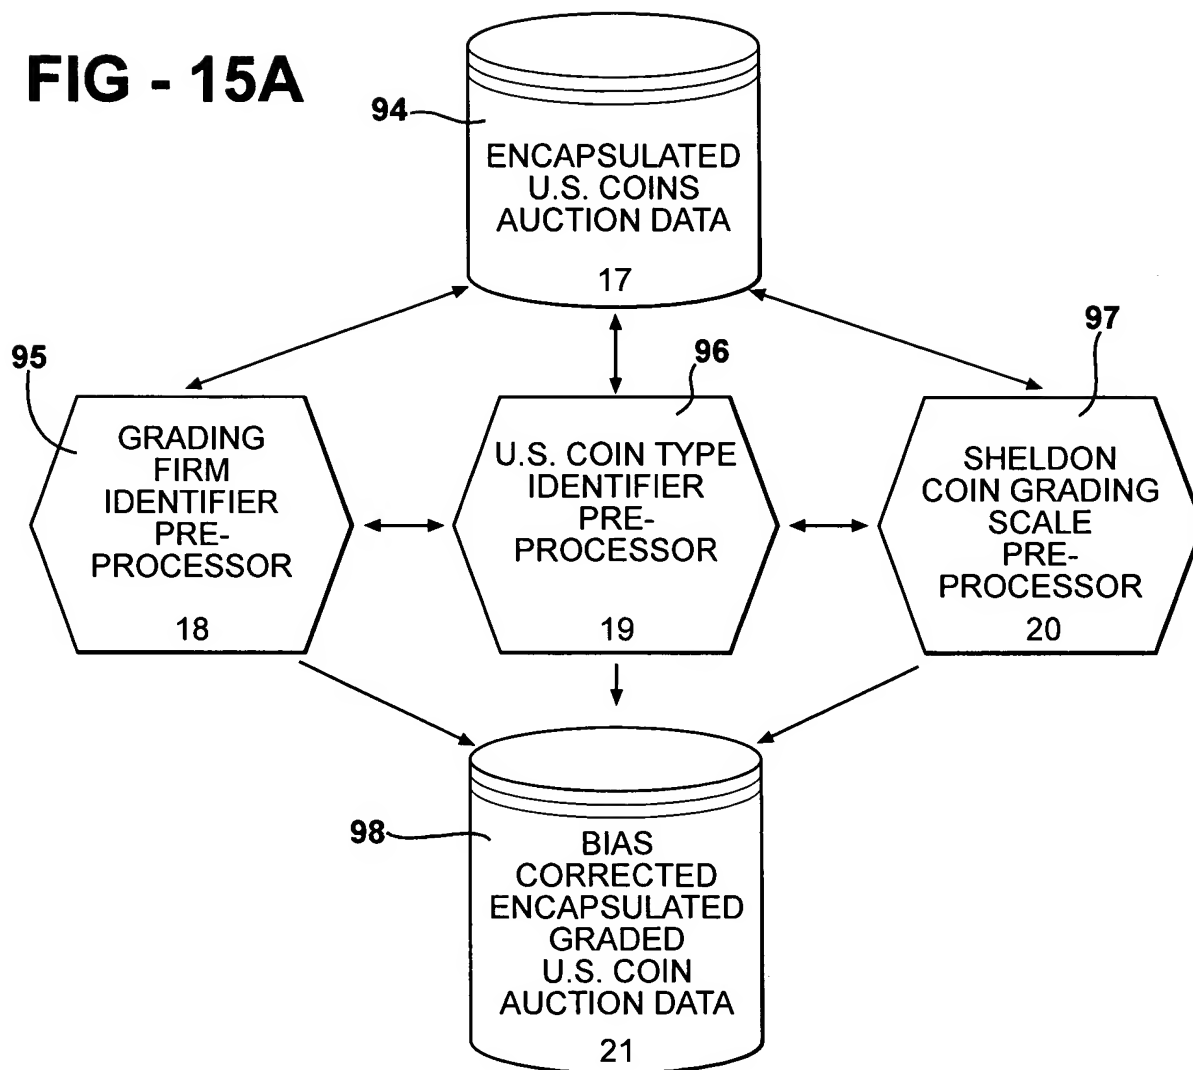 FIG - 15A
94
ENCAPSULATED
U.S. COINS
AUCTION DATA
17
95
GRADING
FIRM
IDENTIFIER
PRE-
PROCESSOR
18
96
U.S. COIN TYPE
IDENTIFIER
PRE-
PROCESSOR
19
97
SHELDON
COIN GRADING
SCALE
PRE-
PROCESSOR
20
98
BIAS
CORRECTED
ENCAPSULATED
GRADED
U.S. COIN
AUCTION DATA
21